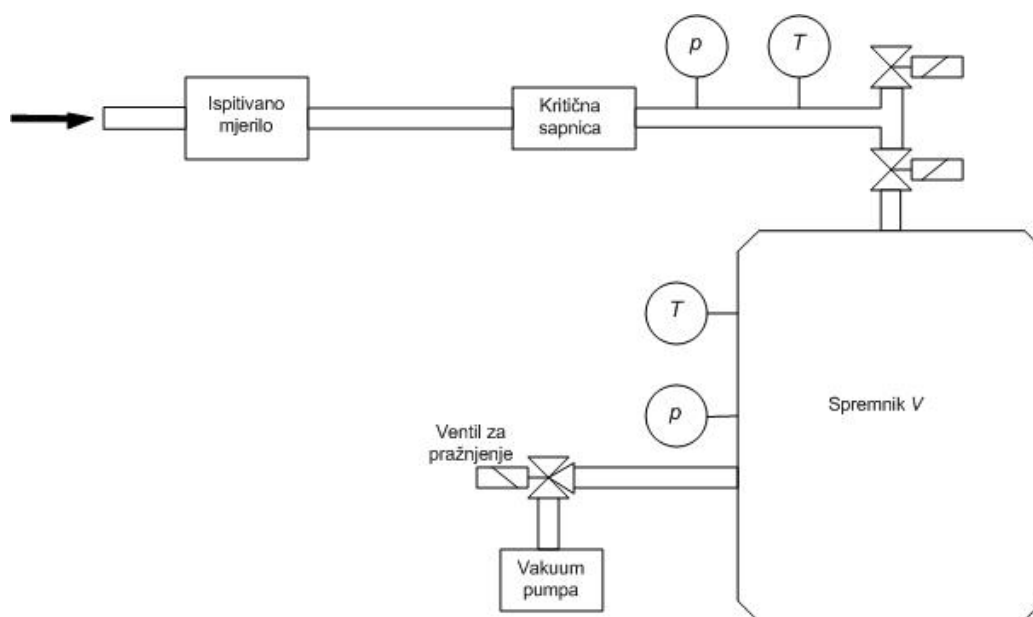 p
T
Ispitivano
mjerilo
Kritična
sapnica
T
p
Spremnik V
Ventil za
pražnjenje
Vakuum
pumpa